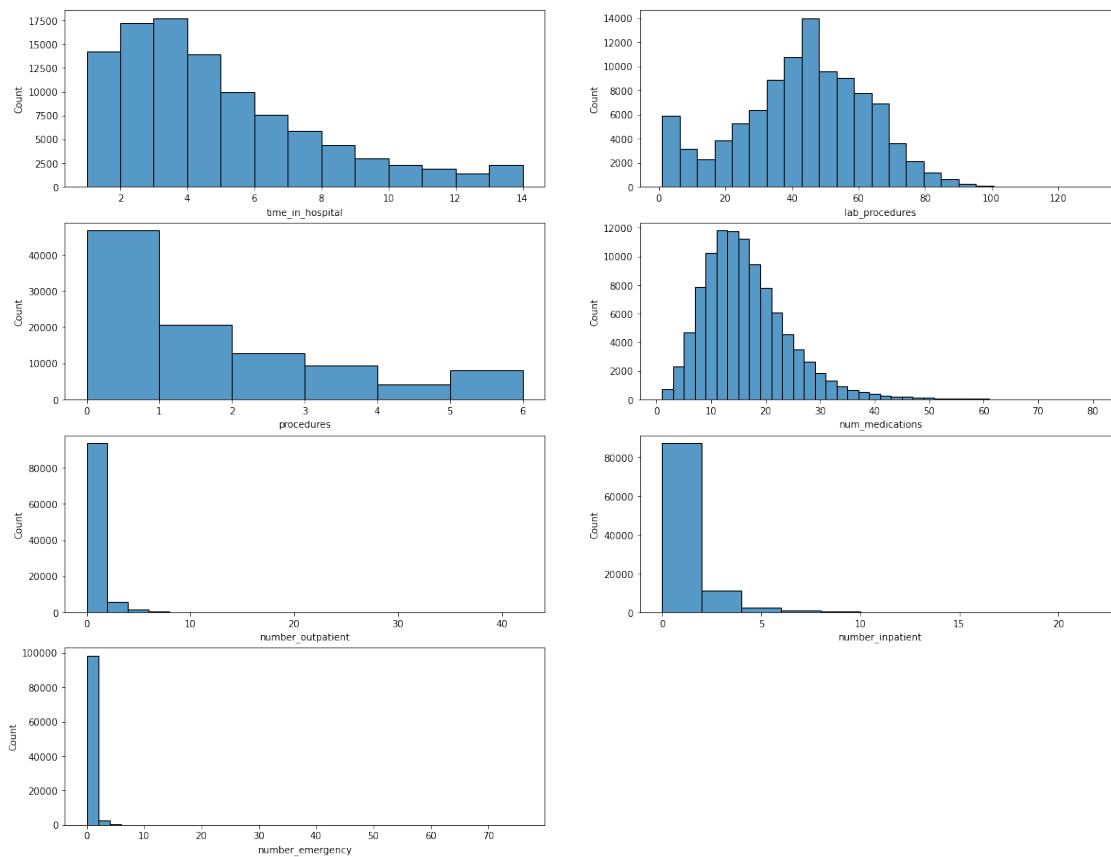 17500
15000
12500
10000
7500
5000
2500
0
Count
2 4 6 8 10 12 14
time_in_hospital
14000
12000
10000
8000
6000
4000
2000
0
Count
0 20 40 60 80 100 120
lab_procedures
40000
30000
20000
10000
0
Count
0 1 2 3 4 5 6
procedures
12000
10000
8000
6000
4000
2000
0
Count
0 10 20 30 40 50 60 70 80
num_medications
80000
60000
40000
20000
0
Count
0 10 20 30 40
number_outpatient
80000
60000
40000
20000
0
Count
0 5 10 15 20
number_inpatient
100000
80000
60000
40000
20000
0
Count
0 10 20 30 40 50 60 70
number_emergency